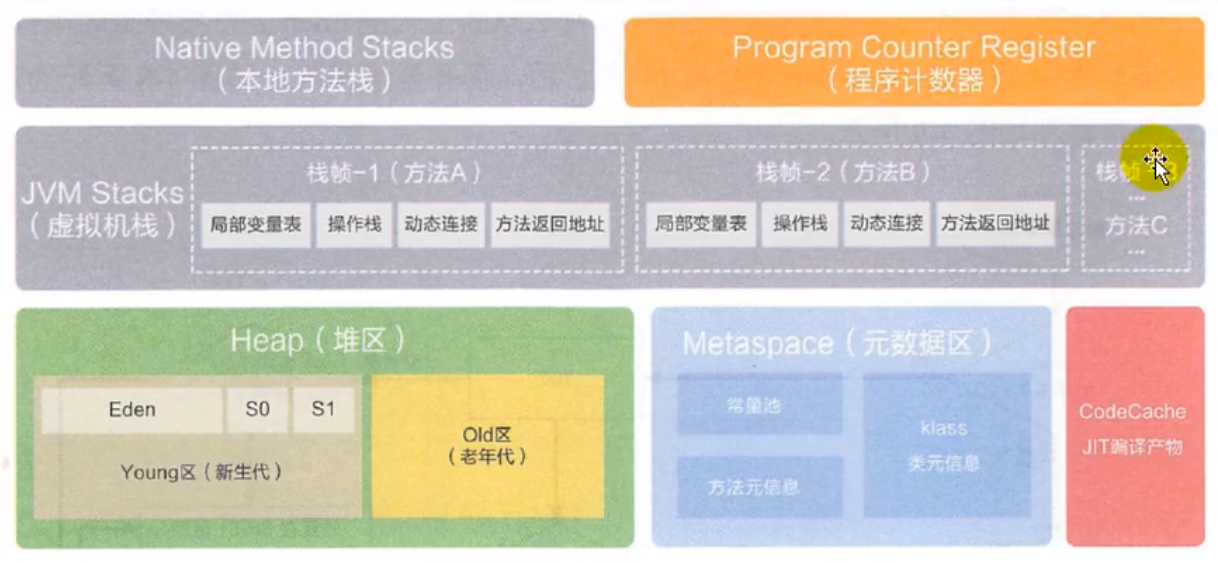 Native Method Stacks
（本地方法栈）
Program Counter Register
（程序计数器）
JVM Stacks
（虚拟机栈）
栈帧-1（方法A）
局部变量表
操作栈
动态连接
方法返回地址
栈帧-2（方法B）
局部变量表
操作栈
动态连接
方法返回地址
栈帧-3
...
方法C
...
Heap（堆区）
Eden
S0
S1
Young区（新生代）
Old区
（老年代）
Metaspace（元数据区）
常量池
方法元信息
klass
类元信息
CodeCache
JIT编译产物